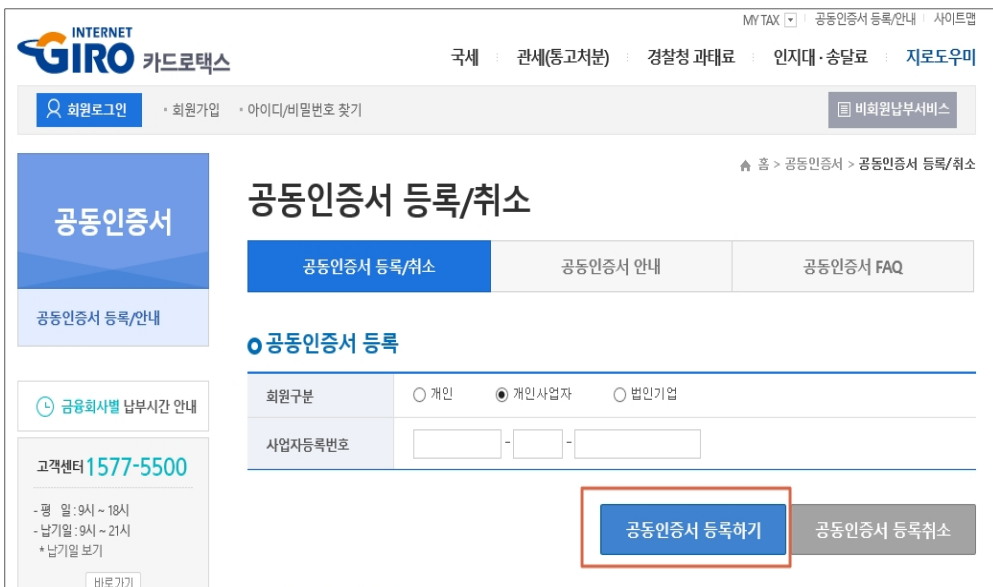 MY TAX 공동인증서 등록/안내 사이트맵
INTERNET
GIRO 카드로택스
국세 관세(통고처분) 경찰청 과태료 인지대·송달료 지로도우미
회원로그인 회원가입 아이디/비밀번호 찾기 비회원납부서비스
홈 > 공동인증서 > 공동인증서 등록/취소
공동인증서
공동인증서 등록/안내
금융회사별 납부시간 안내
고객센터 1577-5500
- 평 일 : 9시 ~ 18시
- 납기일 : 9시 ~ 21시
* 납기일 보기
바로가기
공동인증서 등록/취소
공동인증서 등록/취소 공동인증서 안내 공동인증서 FAQ
공동인증서 등록
회원구분 개인 개인사업자 법인기업
사업자등록번호 - -
공동인증서 등록하기 공동인증서 등록취소